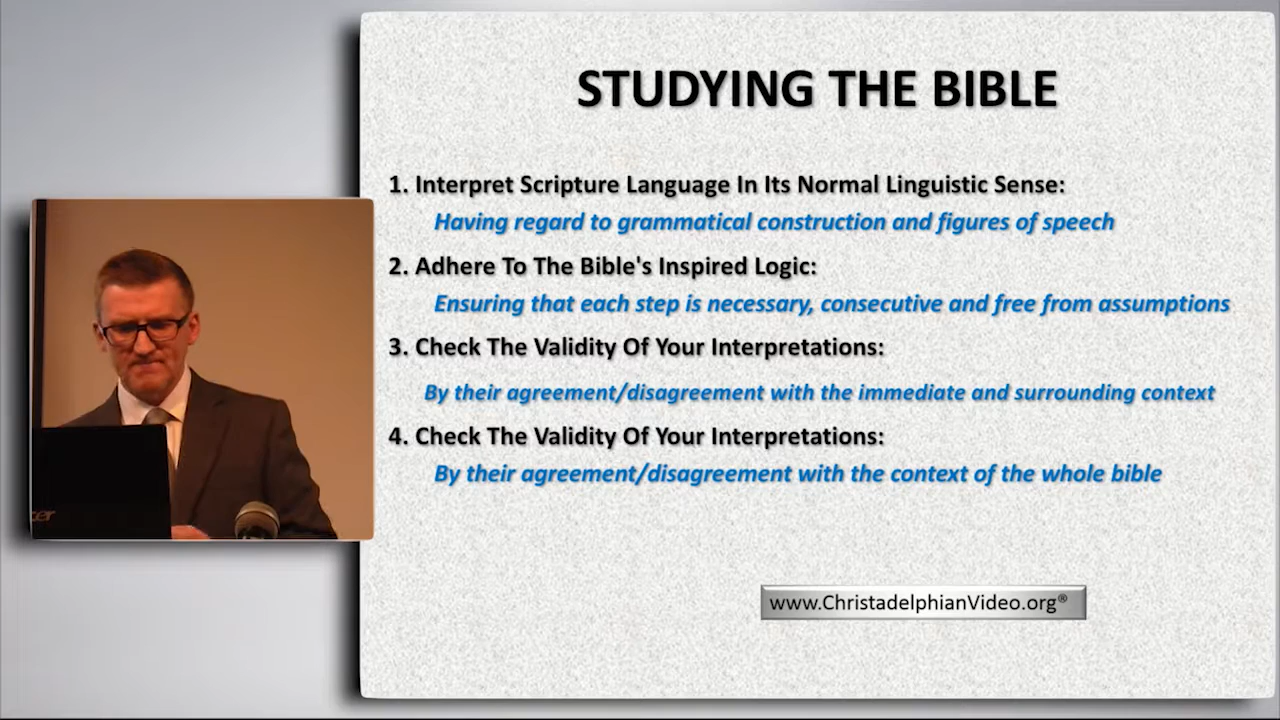 STUDYING THE BIBLE
1. Interpret Scripture Language In Its Normal Linguistic Sense:
Having regard to grammatical construction and figures of speech
2. Adhere To The Bible's Inspired Logic:
Ensuring that each step is necessary, consecutive and free from assumptions
3. Check The Validity Of Your Interpretations:
By their agreement/disagreement with the immediate and surrounding context
4. Check The Validity Of Your Interpretations:
By their agreement/disagreement with the context of the whole bible
www.ChristadelphianVideo.org®